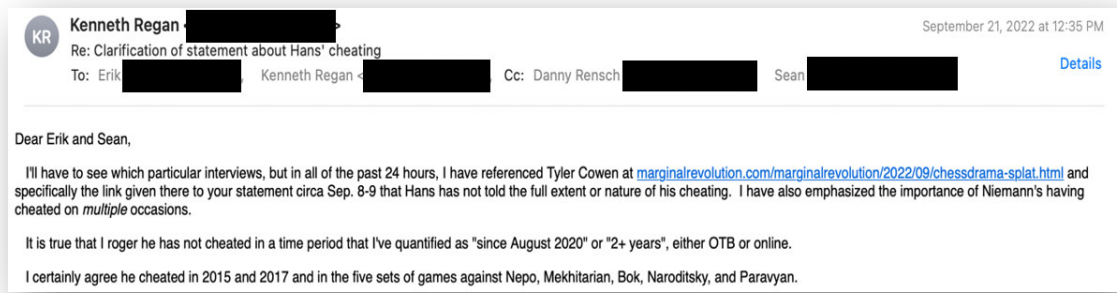 KR
Kenneth Regan <
September 21, 2022 at 12:35 PM
Re: Clarification of statement about Hans' cheating
To: Erik Kenneth Regan < Cc: Danny Rensch Sean
Details
Dear Erik and Sean,
I'll have to see which particular interviews, but in all of the past 24 hours, I have referenced Tyler Cowen at marginalrevolution.com/marginalrevolution/2022/09/chessdrama-splat.html and
specifically the link given there to your statement circa Sep. 8-9 that Hans has not told the full extent or nature of his cheating. I have also emphasized the importance of Niemann's having
cheated on multiple occasions.
It is true that I roger he has not cheated in a time period that I've quantified as "since August 2020" or "2+ years", either OTB or online.
I certainly agree he cheated in 2015 and 2017 and in the five sets of games against Nepo, Mekhitarian, Bok, Naroditsky, and Paravyan.